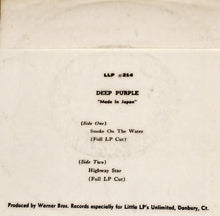 LLP #214
DEEP PURPLE
"Made in Japan"
(Side One)
Smoke On The Water
(Full LP Cut)
(Side Two)
Highway Star
(Full LP Cut)
Produced by Warner Bros. Records especially for Little LP's Unlimited, Danbury, Ct.